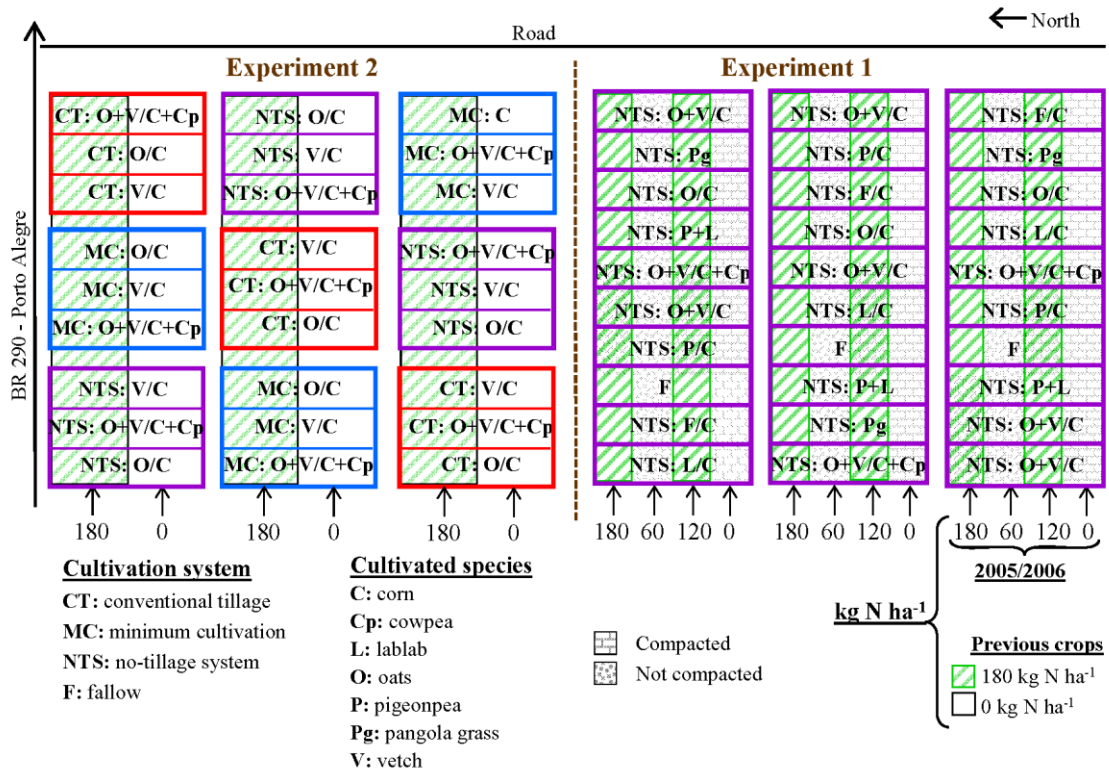 North
Road
Experiment 2
Experiment 1
BR 290 - Porto Alegre
CT: O+V/C+Cp
CT: O/C
CT: V/C
MC: O/C
MC: V/C
MC: O+V/C+Cp
NTS: V/C
NTS: O+V/C+Cp
NTS: O/C
180 0
NTS: O/C
NTS: V/C
NTS: O+V/C+Cp
CT: V/C
CT: O+V/C+Cp
CT: O/C
MC: O/C
MC: V/C
MC: O+V/C+Cp
180 0
MC: C
MC: O+V/C+Cp
MC: V/C
NTS: O+V/C+Cp
NTS: V/C
NTS: O/C
CT: V/C
CT: O+V/C+Cp
CT: O/C
180 0
NTS: O+V/C
NTS: Pg
NTS: O/C
NTS: P+L
NTS: O+V/C+Cp
NTS: O+V/C
NTS: P/C
F
NTS: F/C
NTS: L/C
180 60 120 0
NTS: O+V/C
NTS: P/C
NTS: F/C
NTS: O/C
NTS: O+V/C
NTS: L/C
F
NTS: P+L
NTS: Pg
NTS: O+V/C+Cp
180 60 120 0
NTS: F/C
NTS: Pg
NTS: O/C
NTS: L/C
NTS: O+V/C+Cp
NTS: P/C
F
NTS: P+L
NTS: O+V/C
NTS: O+V/C
180 60 120 0
Cultivation system
CT: conventional tillage
MC: minimum cultivation
NTS: no-tillage system
F: fallow
Cultivated species
C: corn
Cp: cowpea
L: lablab
O: oats
P: pigeonpea
Pg: pangola grass
V: vetch
Compacted
Not compacted
kg N ha⁻¹
2005/2006
Previous crops
180 kg N ha⁻¹
0 kg N ha⁻¹